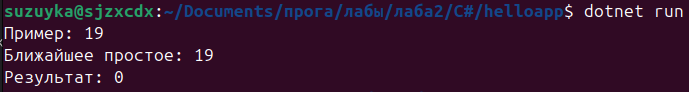 suzuyka@sjzxcdx:~/Documents/прога/лабы/лаба2/C#/helloapp$ dotnet run
Пример: 19
Ближайшее простое: 19
Результат: 0